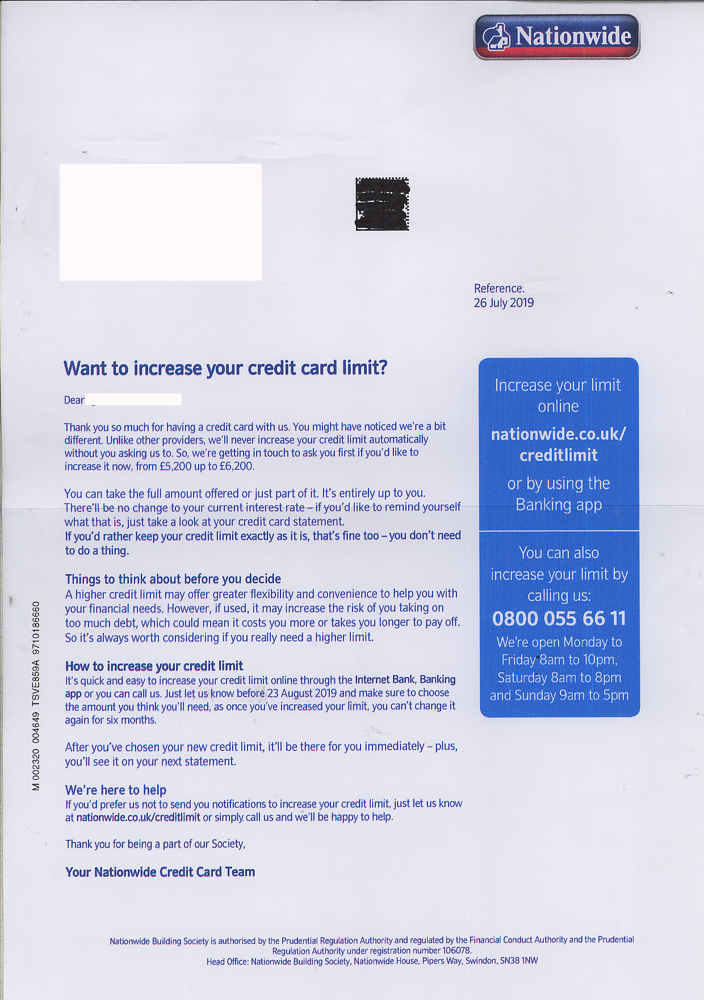 Nationwide
Reference:
26 July 2019
Want to increase your credit card limit?
Dear
Thank you so much for having a credit card with us. You might have noticed we're a bit
different. Unlike other providers, we'll never increase your credit limit automatically
without you asking us to. So, we're getting in touch to ask you first if you'd like to
increase it now, from £5,200 up to £6,200.
You can take the full amount offered or just part of it. It's entirely up to you.
There'll be no change to your current interest rate – if you'd like to remind yourself
what that is, just take a look at your credit card statement.
If you'd rather keep your credit limit exactly as it is, that's fine too – you don't need
to do a thing.
Things to think about before you decide
A higher credit limit may offer greater flexibility and convenience to help you with
your financial needs. However, if used, it may increase the risk of you taking on
too much debt, which could mean it costs you more or takes you longer to pay off.
So it's always worth considering if you really need a higher limit.
How to increase your credit limit
It's quick and easy to increase your credit limit online through the Internet Bank, Banking
app or you can call us. Just let us know before 23 August 2019 and make sure to choose
the amount you think you'll need, as once you've increased your limit, you can't change it
again for six months.
After you've chosen your new credit limit, it'll be there for you immediately – plus,
you'll see it on your next statement.
We're here to help
If you'd prefer us not to send you notifications to increase your credit limit, just let us know
at nationwide.co.uk/creditlimit or simply call us and we'll be happy to help.
Thank you for being a part of our Society,
Your Nationwide Credit Card Team
Increase your limit
online
nationwide.co.uk/
creditlimit
or by using the
Banking app
You can also
increase your limit by
calling us:
0800 055 66 11
We're open Monday to
Friday 8am to 10pm,
Saturday 8am to 8pm
and Sunday 9am to 5pm
M 002320 004649 TSVE859A 9710186660
Nationwide Building Society is authorised by the Prudential Regulation Authority and regulated by the Financial Conduct Authority and the Prudential
Regulation Authority under registration number 106078.
Head Office: Nationwide Building Society, Nationwide House, Pipers Way, Swindon, SN38 1NW